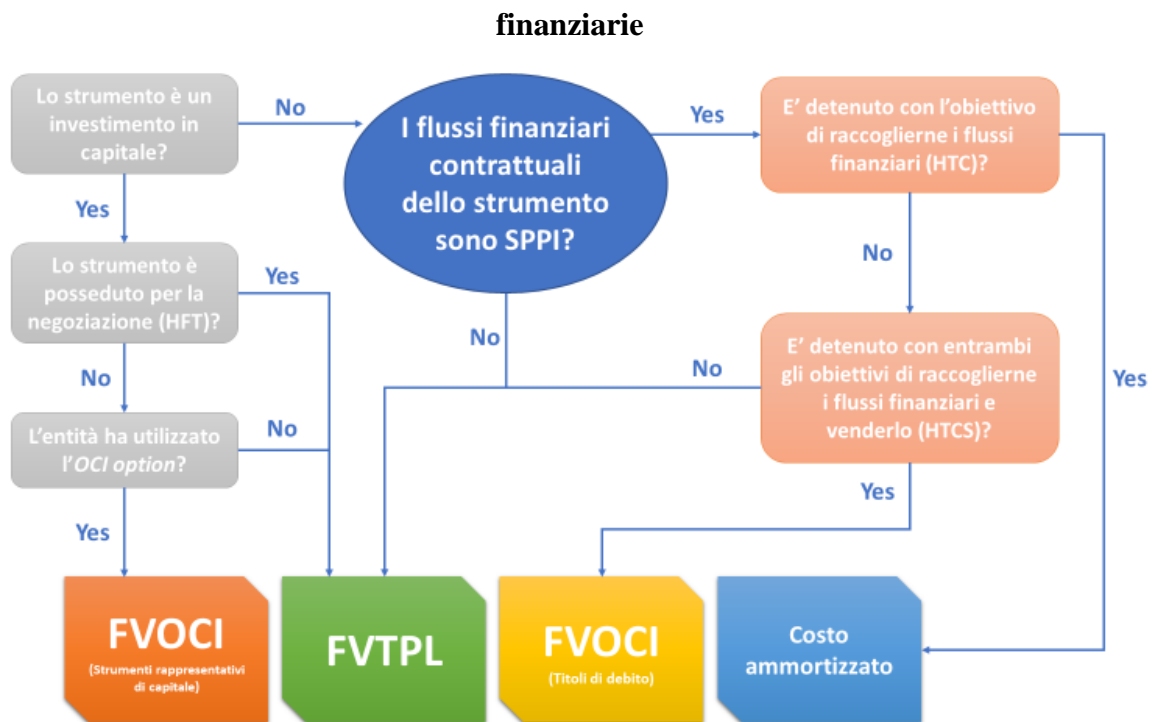 finanziarie
Lo strumento è un
investimento in
capitale?
No
I flussi finanziari
contrattuali
dello strumento
sono SPPI?
Yes
E’ detenuto con l’obiettivo
di raccoglierne i flussi
finanziari (HTC)?
Yes
Lo strumento è
posseduto per la
negoziazione (HFT)?
Yes
No
No
E’ detenuto con entrambi
gli obiettivi di raccoglierne
i flussi finanziari e
venderlo (HTCS)?
No
Yes
No
L’entità ha utilizzato
l’OCI option?
No
Yes
Yes
FVOCI
(Strumenti rappresentativi
di capitale)
FVTPL
FVOCI
(Titoli di debito)
Costo
ammortizzato